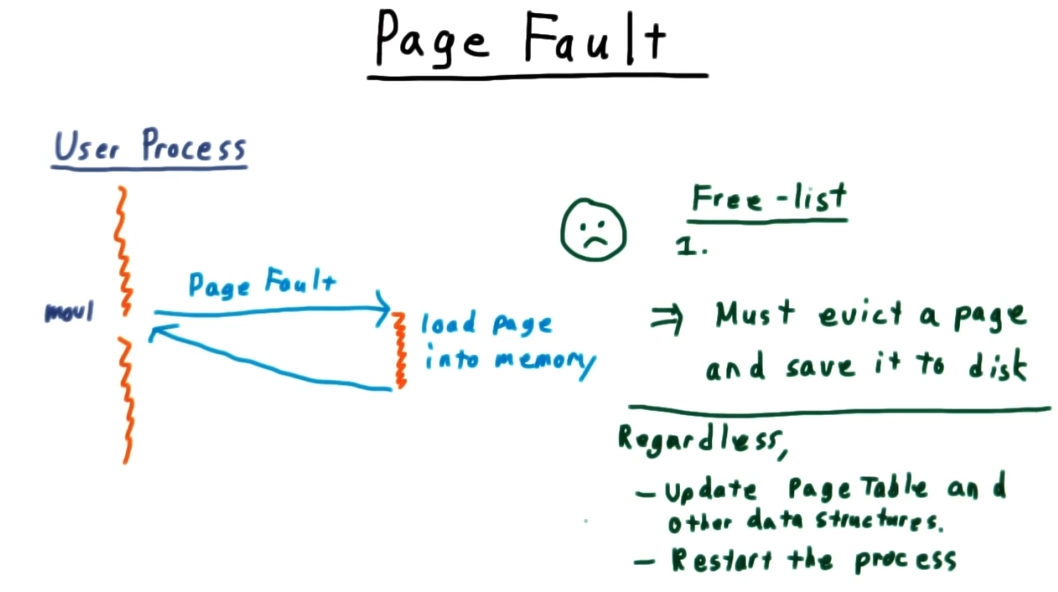 Page Fault
User Process
movl
Page Fault
load page
into memory
Free-list
1.
⇒ Must evict a page
and save it to disk
Regardless,
- Update Page Table and
other data structures.
- Restart the process